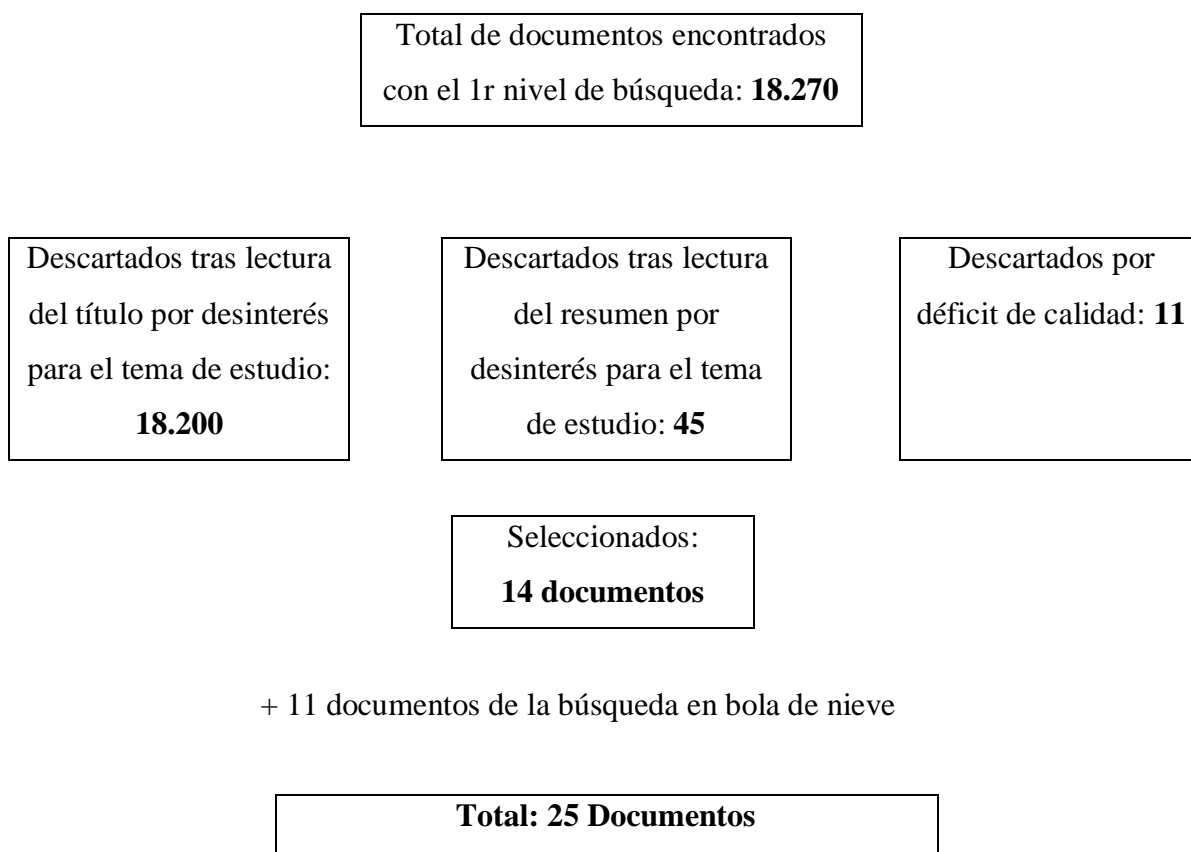 Total de documentos encontrados
con el 1r nivel de búsqueda: 18.270
Descartados tras lectura
del título por desinterés
para el tema de estudio:
18.200
Descartados tras lectura
del resumen por
desinterés para el tema
de estudio: 45
Descartados por
déficit de calidad: 11
Seleccionados:
14 documentos
+ 11 documentos de la búsqueda en bola de nieve
Total: 25 Documentos